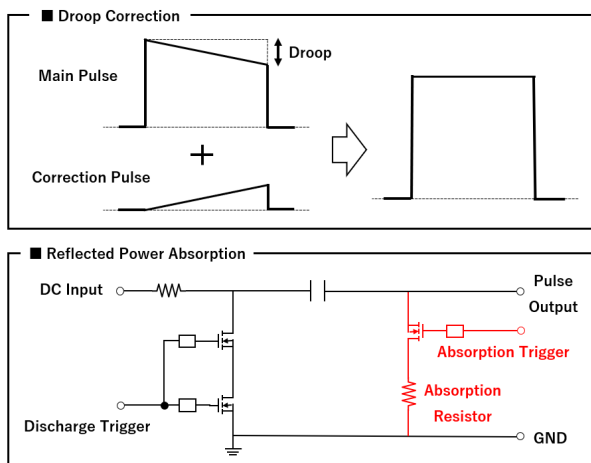 ■ Droop Correction
Droop
Main Pulse
+
Correction Pulse
■ Reflected Power Absorption
DC Input
Pulse
Output
Absorption Trigger
Absorption
Resistor
Discharge Trigger
GND